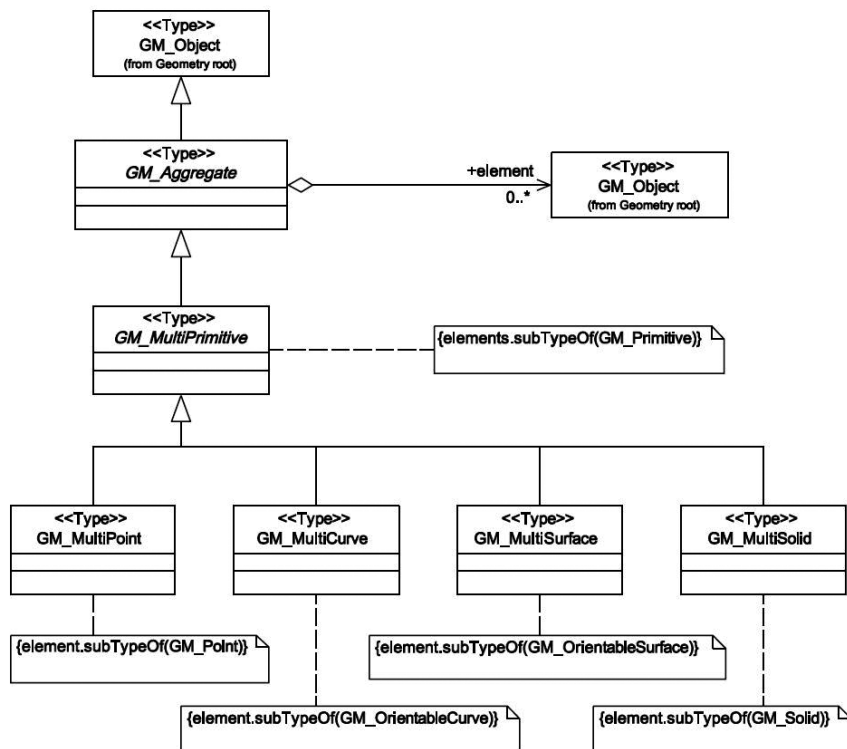 <<Type>>
GM_Object
(from Geometry root)
<<Type>>
GM_Aggregate
+element
0..*
<<Type>>
GM_Object
(from Geometry root)
<<Type>>
GM_MultiPrimitive
{elements.subTypeOf(GM_Primitive)}
<<Type>>
GM_MultiPoint
<<Type>>
GM_MultiCurve
<<Type>>
GM_MultiSurface
<<Type>>
GM_MultiSolid
{element.subTypeOf(GM_Point)}
{element.subTypeOf(GM_OrientableSurface)}
{element.subTypeOf(GM_OrientableCurve)}
{element.subTypeOf(GM_Solid)}